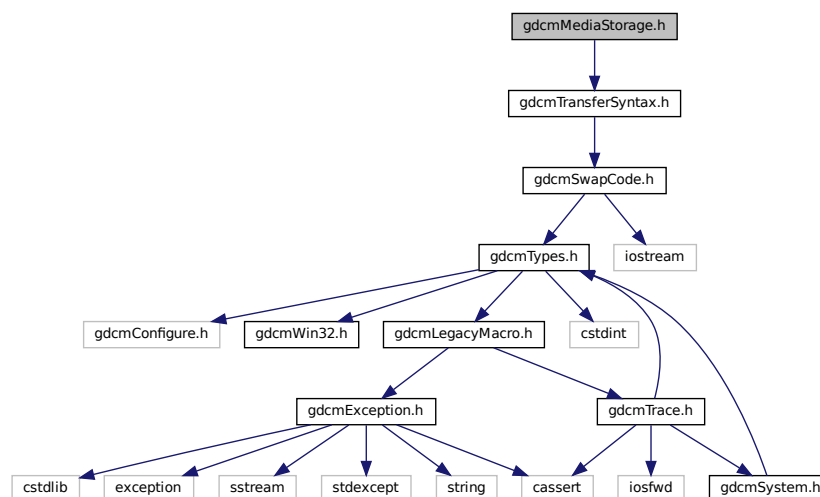 gdcmMediaStorage.h
gdcmTransferSyntax.h
gdcmSwapCode.h
gdcmTypes.h
iostream
gdcmConfigure.h
gdcmWin32.h
gdcmLegacyMacro.h
cstdint
gdcmException.h
gdcmTrace.h
cstdlib
exception
sstream
stdexcept
string
cassert
iosfwd
gdcmSystem.h